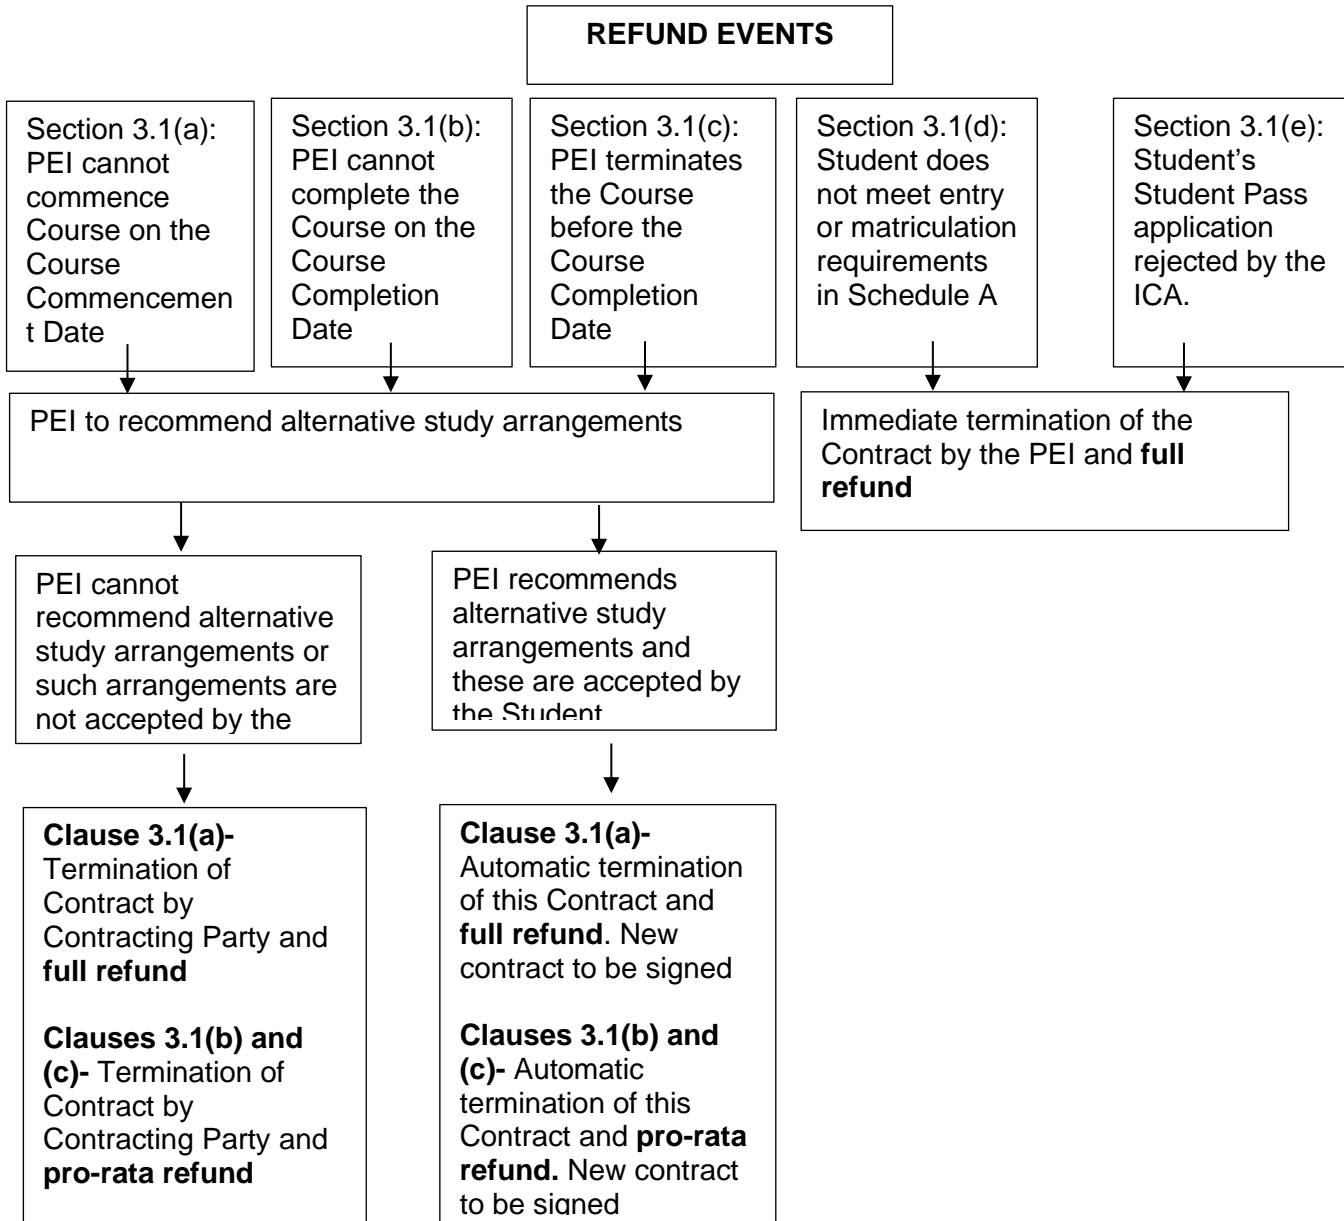 REFUND EVENTS
Section 3.1(a):
PEI cannot
commence
Course on the
Course
Commencemen
t Date
Section 3.1(b):
PEI cannot
complete the
Course on the
Course
Completion
Date
Section 3.1(c):
PEI terminates
the Course
before the
Course
Completion
Date
Section 3.1(d):
Student does
not meet entry
or matriculation
requirements
in Schedule A
Section 3.1(e):
Student’s
Student Pass
application
rejected by the
ICA.
PEI to recommend alternative study arrangements
Immediate termination of the
Contract by the PEI and full
refund
PEI cannot
recommend alternative
study arrangements or
such arrangements are
not accepted by the
PEI recommends
alternative study
arrangements and
these are accepted by
the Student
Clause 3.1(a)-
Termination of
Contract by
Contracting Party and
full refund
Clauses 3.1(b) and
(c)- Termination of
Contract by
Contracting Party and
pro-rata refund
Clause 3.1(a)-
Automatic termination
of this Contract and
full refund. New
contract to be signed
Clauses 3.1(b) and
(c)- Automatic
termination of this
Contract and pro-rata
refund. New contract
to be signed